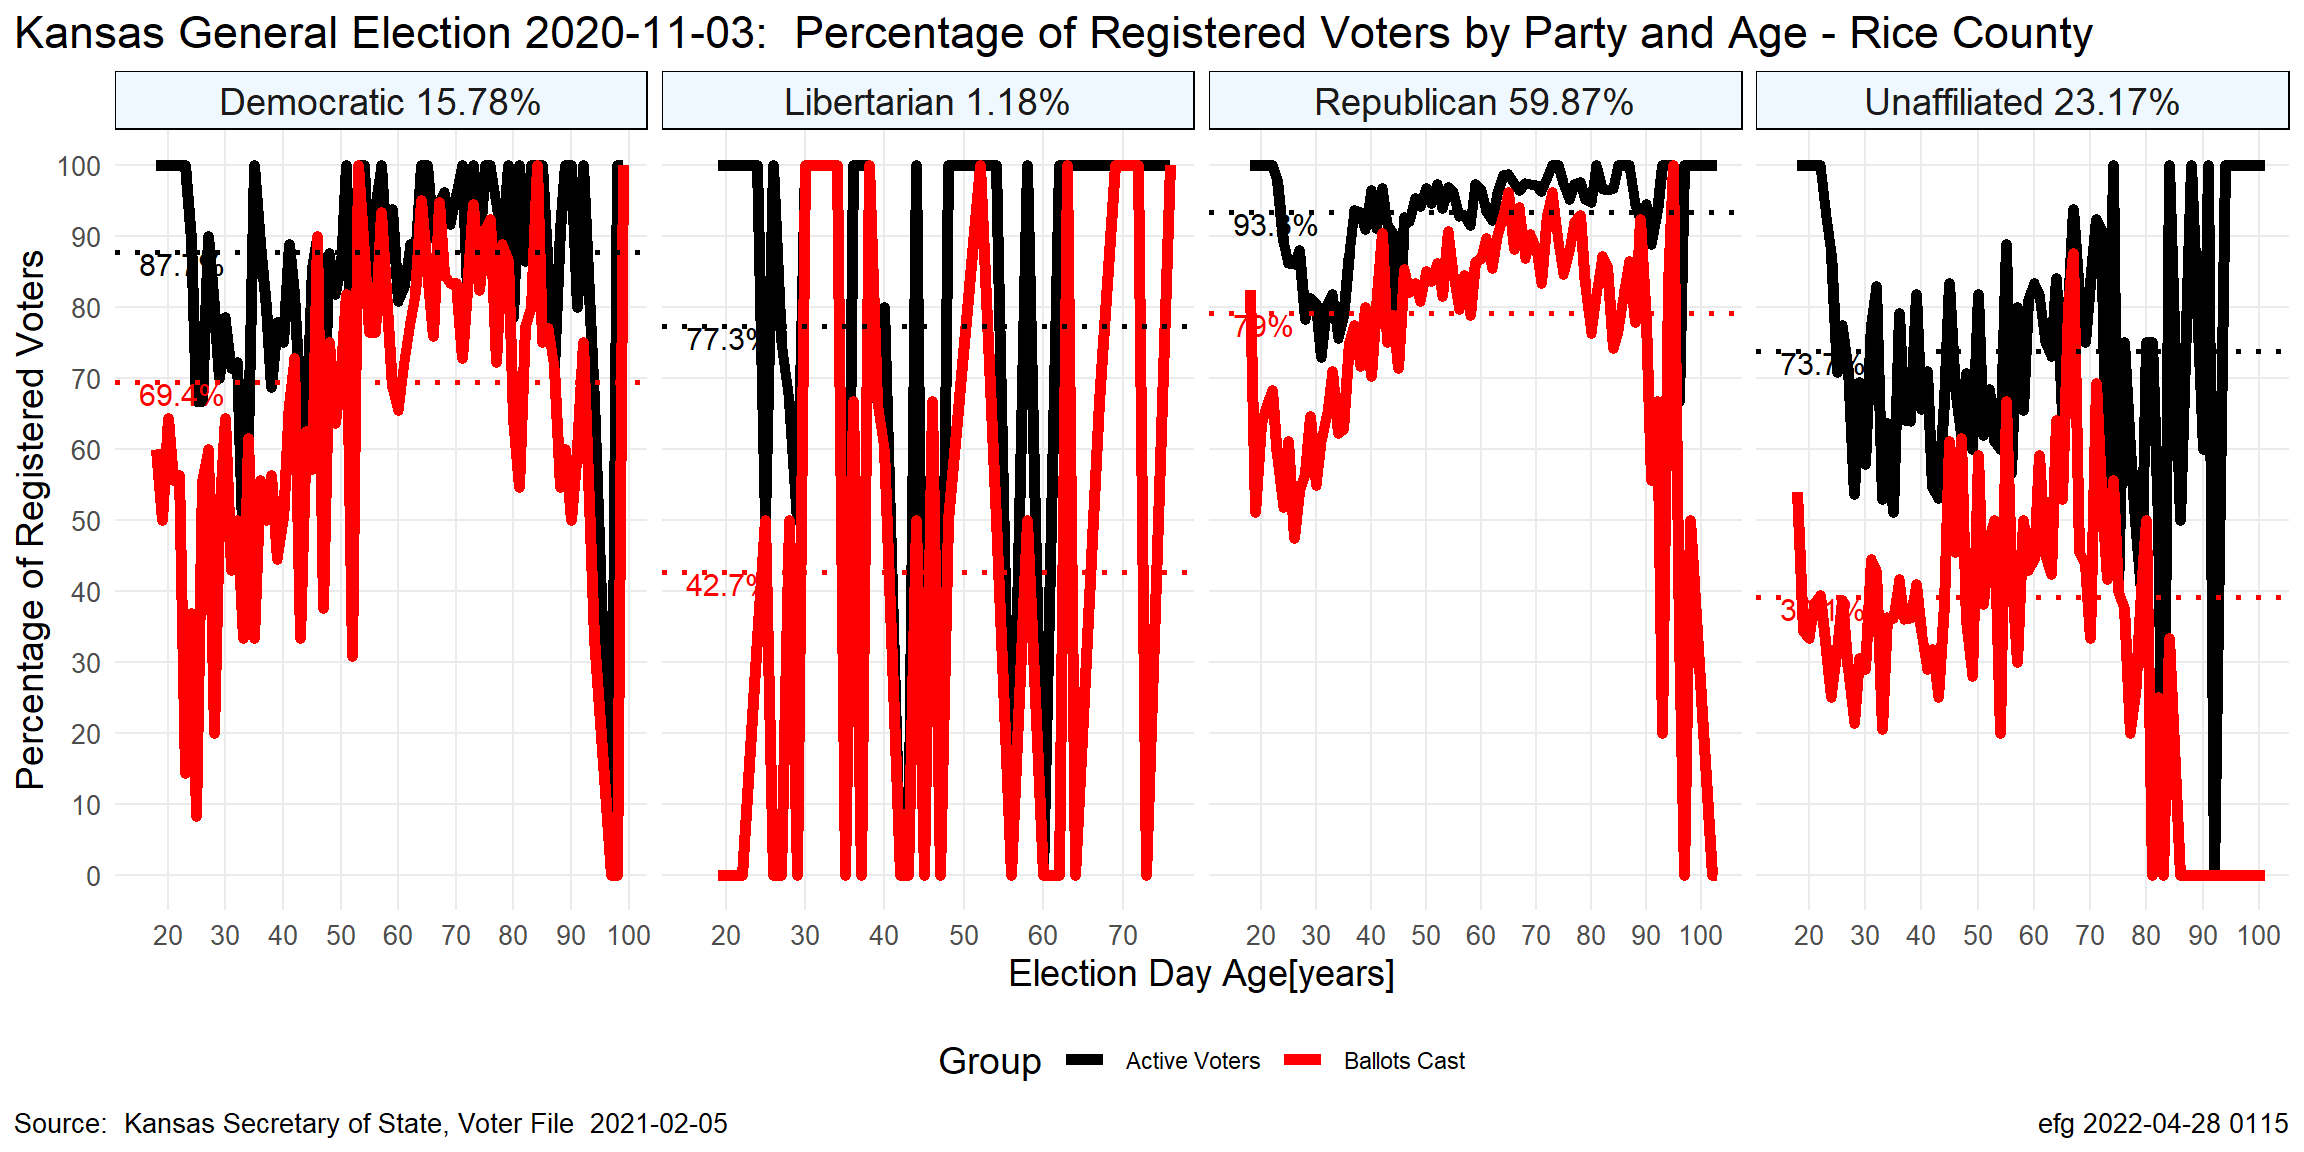 Kansas General Election 2020-11-03:  Percentage of Registered Voters by Party and Age - Rice County
Democratic 15.78%
Libertarian 1.18%
Republican 59.87%
Unaffiliated 23.17%
Percentage of Registered Voters
100
90
80
70
60
50
40
30
20
10
0
69.4%
77.3%
42.7%
79%
73.7%
20 30 40 50 60 70 80 90 100
20 30 40 50 60 70
20 30 40 50 60 70 80 90 100
20 30 40 50 60 70 80 90 100
Election Day Age[years]
Group Active Voters Ballots Cast
Source:  Kansas Secretary of State, Voter File  2021-02-05
efg 2022-04-28 0115